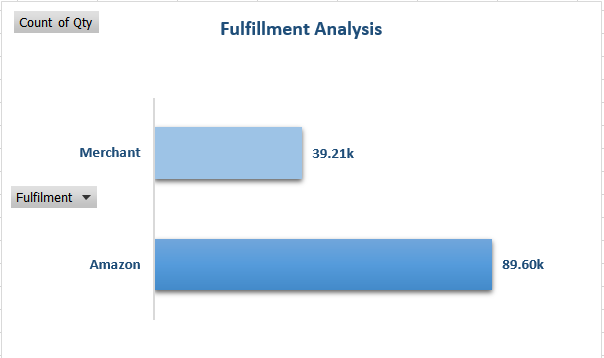 Count of Qty
Fulfillment Analysis
Merchant 39.21k
Fulfilment
Amazon 89.60k